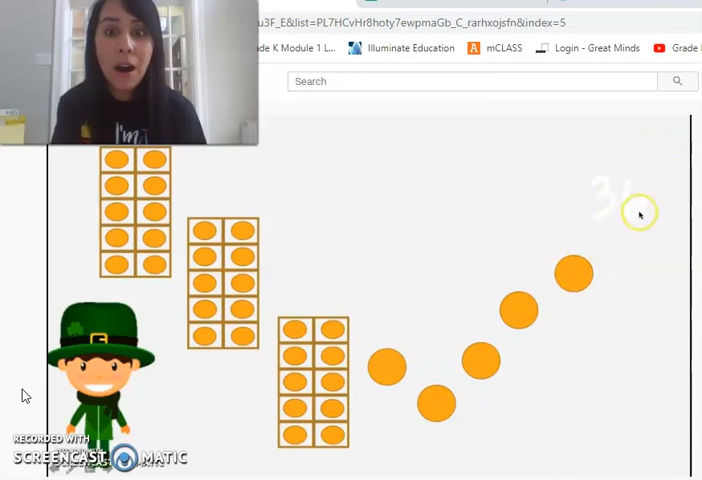 u3F_E&list=PL7HCvHr8hoty7ewpmaGb_C_rarhxojsfn&index=5
ade K Module 1 L... Illuminate Education mCLASS Login - Great Minds Grade
Search
I'm
3
RECORDED WITH
SCREENCAST MATIC